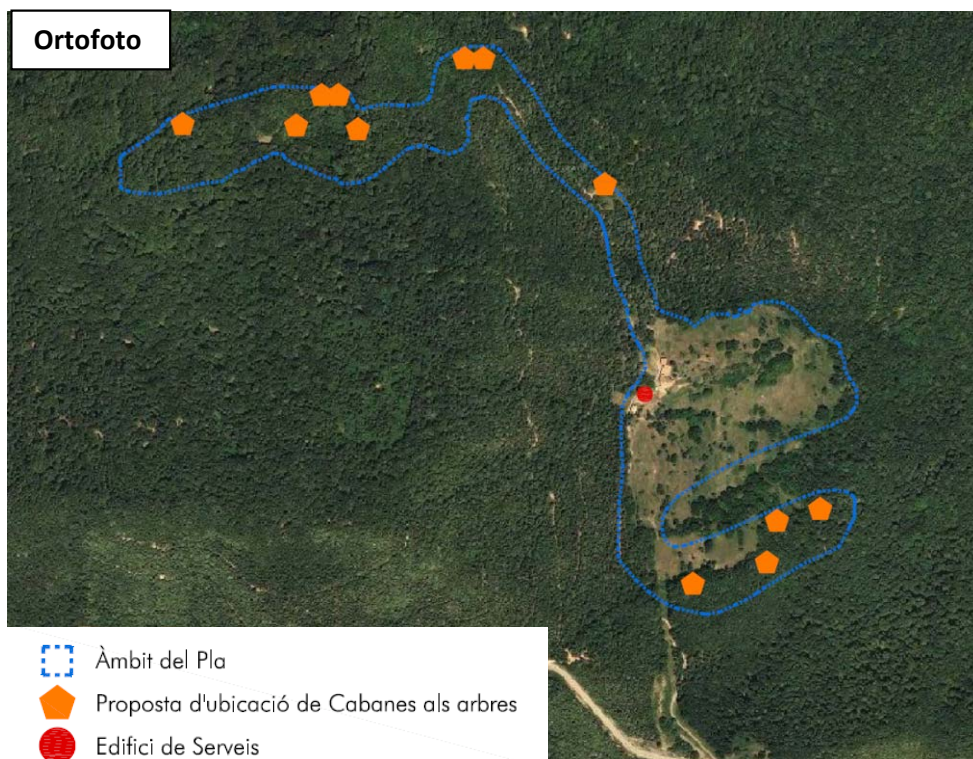 Ortofoto
Àmbit del Pla
Proposta d'ubicació de Cabanes als arbres
Edifici de Serveis